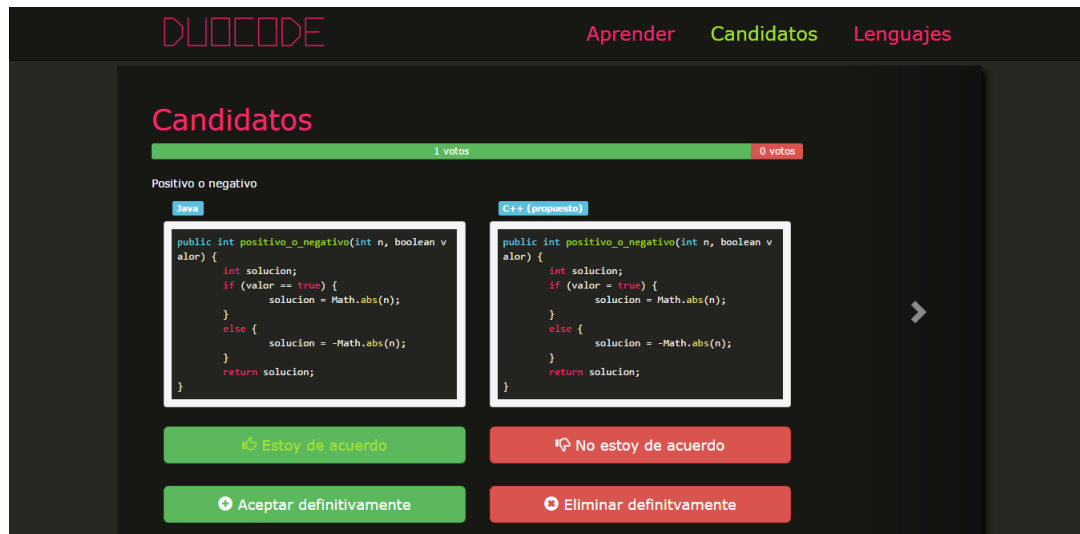 DUOCODE
Aprender Candidatos Lenguajes
Candidatos
1 votos 0 votos
Positivo o negativo
Java
public int positivo_o_negativo(int n, boolean v
alor) {
int solucion;
if (valor == true) {
solucion = Math.abs(n);
}
else {
solucion = -Math.abs(n);
}
return solucion;
}
C++ (propuesto)
public int positivo_o_negativo(int n, boolean v
alor) {
int solucion;
if (valor = true) {
solucion = Math.abs(n);
}
else {
solucion = -Math.abs(n);
}
return solucion;
}
Estoy de acuerdo
No estoy de acuerdo
Aceptar definitivamente
Eliminar definitvamente